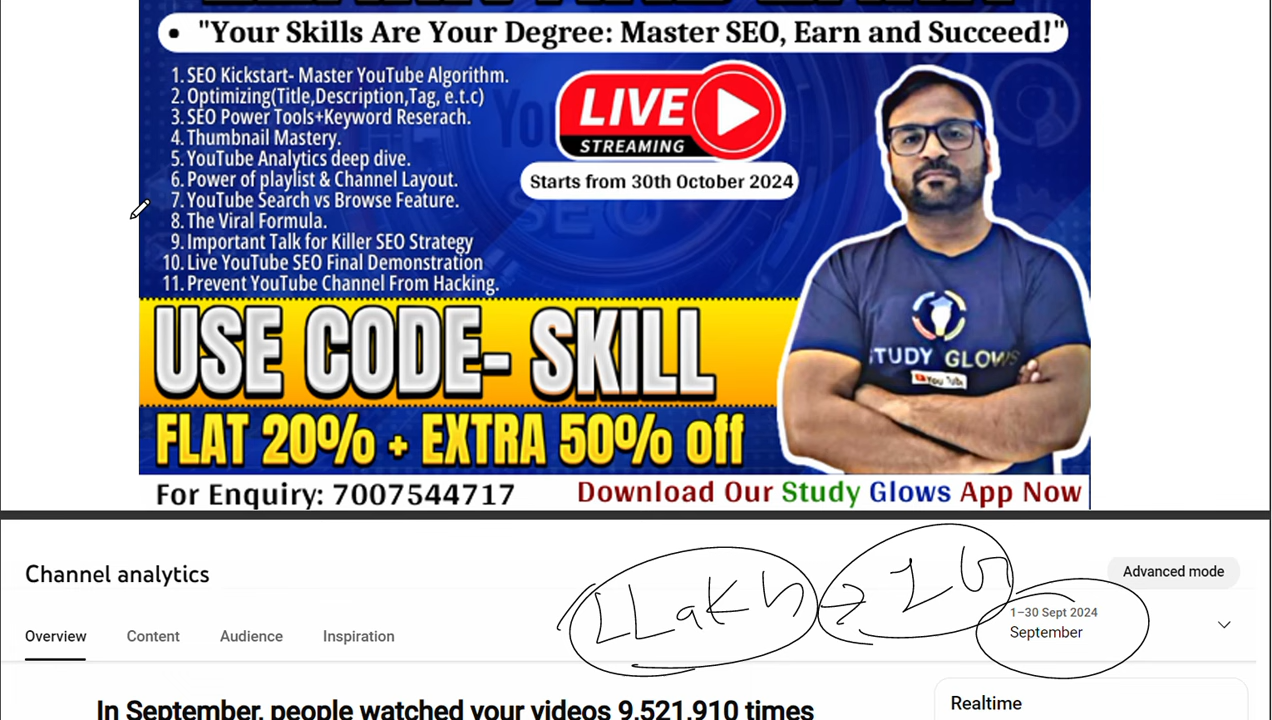 "Your Skills Are Your Degree: Master SEO, Earn and Succeed!"
1. SEO Kickstart- Master YouTube Algorithm.
2. Optimizing(Title,Description,Tag, e.t.c)
3. SEO Power Tools+Keyword Reserach.
4. Thumbnail Mastery.
5. YouTube Analytics deep dive.
6. Power of playlist & Channel Layout.
7. YouTube Search vs Browse Feature.
8. The Viral Formula.
9. Important Talk for Killer SEO Strategy
10. Live YouTube SEO Final Demonstration
11. Prevent YouTube Channel From Hacking.
LIVE
STREAMING
Starts from 30th October 2024
STUDY GLOWS
You Tube
USE CODE- SKILL
FLAT 20% + EXTRA 50% off
For Enquiry: 7007544717
Download Our Study Glows App Now
Channel analytics
Advanced mode
1–30 Sept 2024
September
Overview
Content
Audience
Inspiration
In September, people watched your videos 9,521,910 times
Realtime